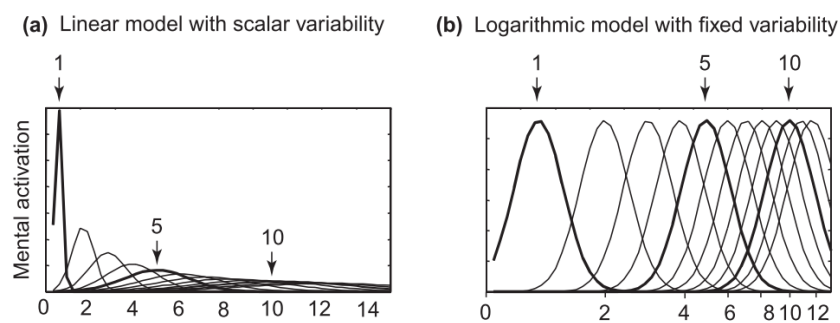 (a) Linear model with scalar variability
1
5
10
Mental activation
0 2 4 6 8 10 12 14
(b) Logarithmic model with fixed variability
1 5 10
0 2 4 6 8 10 12